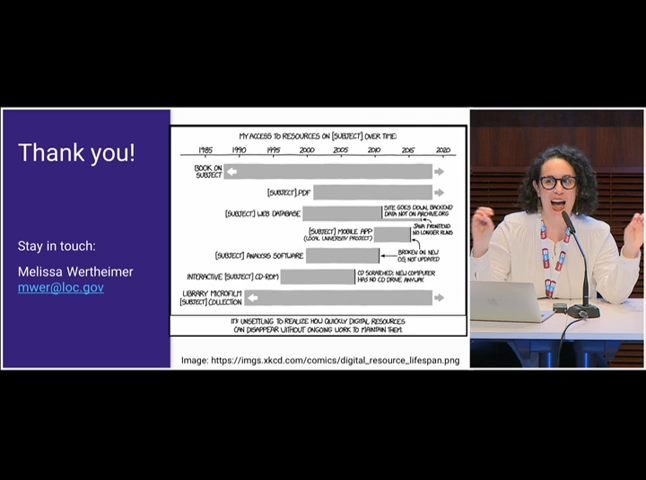 Thank you!
Stay in touch:
Melissa Wertheimer
mwer@loc.gov
MY ACCESS TO RESOURCES ON [SUBJECT] OVER TIME:
1985 1990 1995 2000 2005 2010 2015 2020
BOOK ON
SUBJECT
[SUBJECT].PDF
[SUBJECT] WEB DATABASE
SITE GOES DOWN, BACKEND
DATA NOT ON ARCHIVE.ORG
[SUBJECT] MOBILE APP
(LOCAL UNIVERSITY PROJECT)
JAVA FRONTEND
NO LONGER RUNS
[SUBJECT] ANALYSIS SOFTWARE
BROKEN ON NEW
OS, NOT UPDATED
INTERACTIVE [SUBJECT] CD-ROM
CD SCRATCHED; NEW COMPUTER
HAS NO CD DRIVE ANYWAY.
LIBRARY MICROFILM
[SUBJECT] COLLECTION
IT'S UNSETTLING TO REALIZE HOW QUICKLY DIGITAL RESOURCES
CAN DISAPPEAR WITHOUT ONGOING WORK TO MAINTAIN THEM.
Image: https://imgs.xkcd.com/comics/digital_resource_lifespan.png